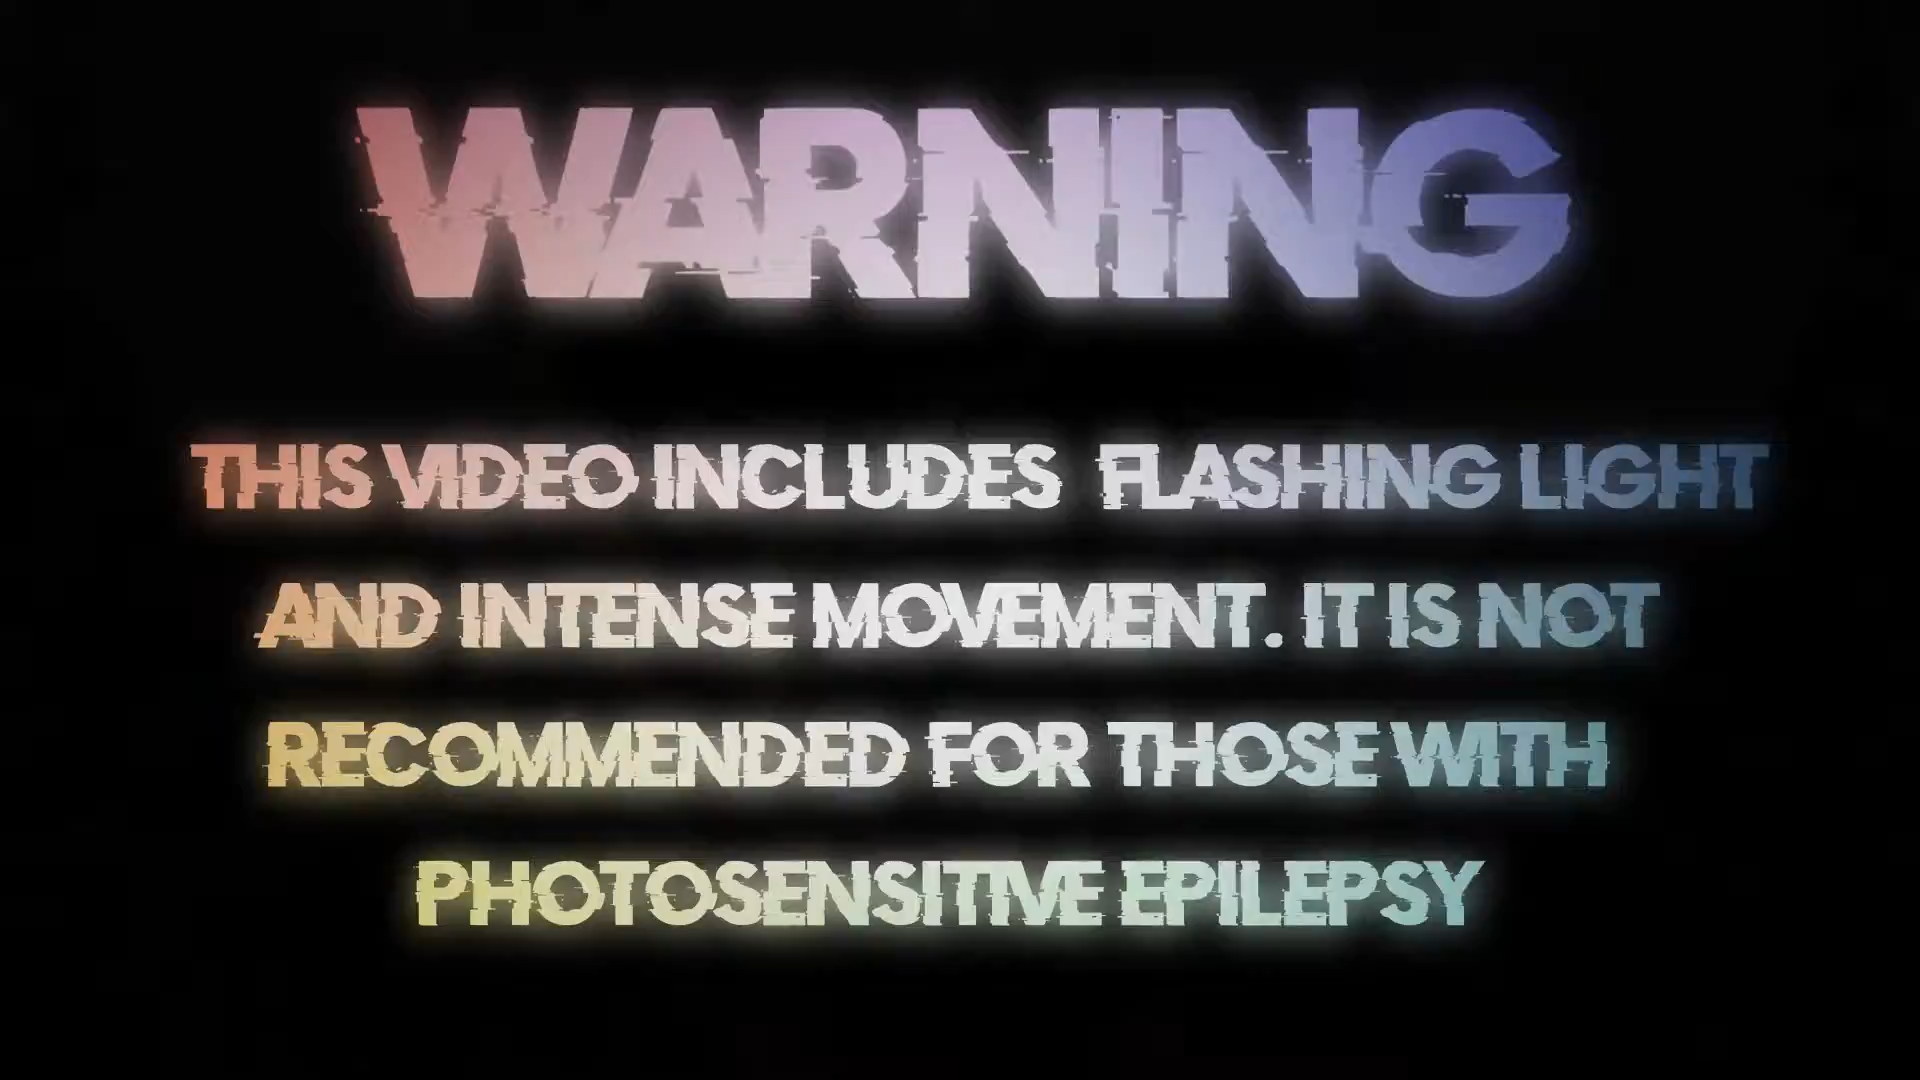 WARNING
THIS VIDEO INCLUDES FLASHING LIGHT
AND INTENSE MOVEMENT. IT IS NOT
RECOMMENDED FOR THOSE WITH
PHOTOSENSITIVE EPILEPSY